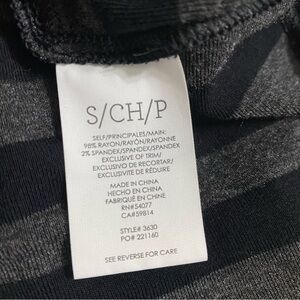 S/CH/P
SELF/PRINCIPALES/MAIN:
98% RAYON/RAYÓN/RAYONNE
2% SPANDEX/SPANDEX/SPANDEX
EXCLUSIVE OF TRIM/
EXCLUSIVO DE RECORTAR/
EXCLUSIVITE DE RÉDUIRE
MADE IN CHINA
HECHO EN CHINA
FABRIQUÉ EN CHINE
RN#54077
CA#59814
STYLE# 3630
PO# 221160
SEE REVERSE FOR CARE